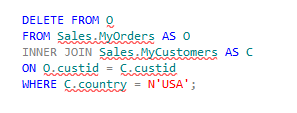 DELETE FROM O
FROM Sales.MyOrders AS O
INNER JOIN Sales.MyCustomers AS C
ON O.custid = C.custid
WHERE C.country = N'USA';